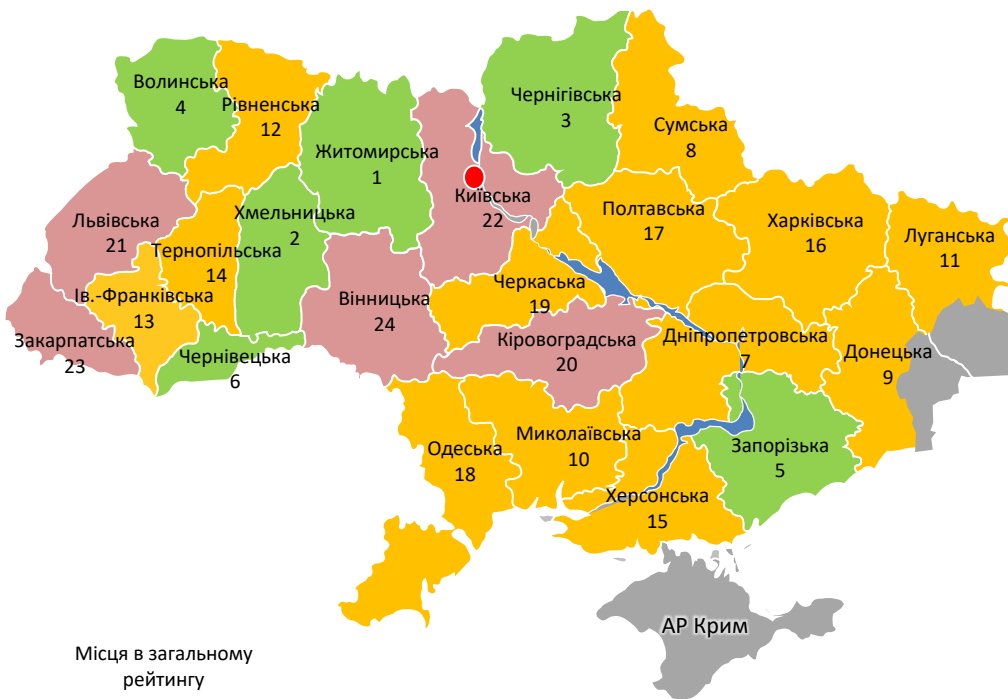 Волинська
4
Рівненська
12
Житомирська
1
Чернігівська
3
Сумська
8
Київська
22
Львівська
21
Тернопільська
14
Хмельницька
2
Полтавська
17
Харківська
16
Луганська
11
Ів.-Франківська
13
Вінницька
24
Черкаська
19
Закарпатська
23
Чернівецька
6
Кіровоградська
20
Дніпропетровська
7
Донецька
9
Одеська
18
Миколаївська
10
Запорізька
5
Херсонська
15
АР Крим
Місця в загальному
рейтингу